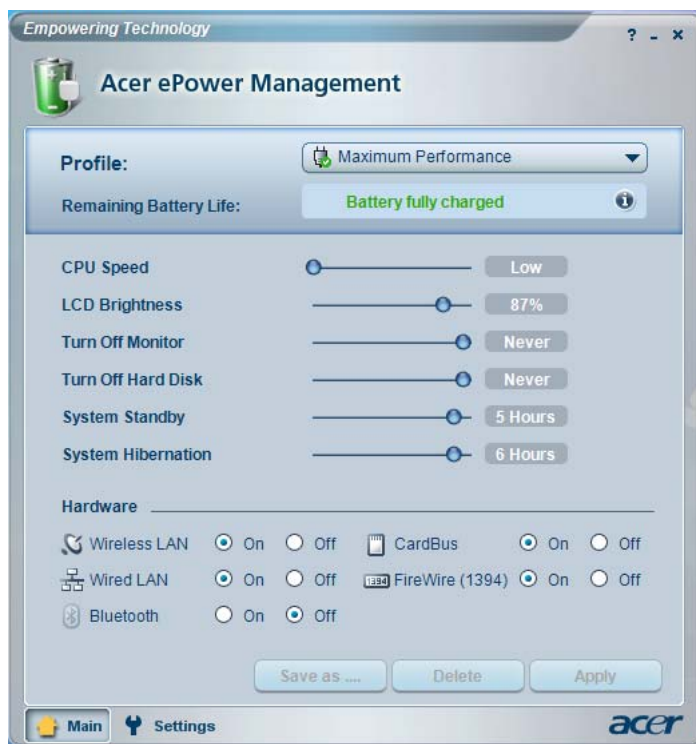 Empowering Technology
? - x
Acer ePower Management
Profile: Maximum Performance
Remaining Battery Life: Battery fully charged i
CPU Speed Low
LCD Brightness 87%
Turn Off Monitor Never
Turn Off Hard Disk Never
System Standby 5 Hours
System Hibernation 6 Hours
Hardware
Wireless LAN On Off CardBus On Off
Wired LAN On Off 1394 FireWire (1394) On Off
Bluetooth On Off
Save as .... Delete Apply
Main Settings acer